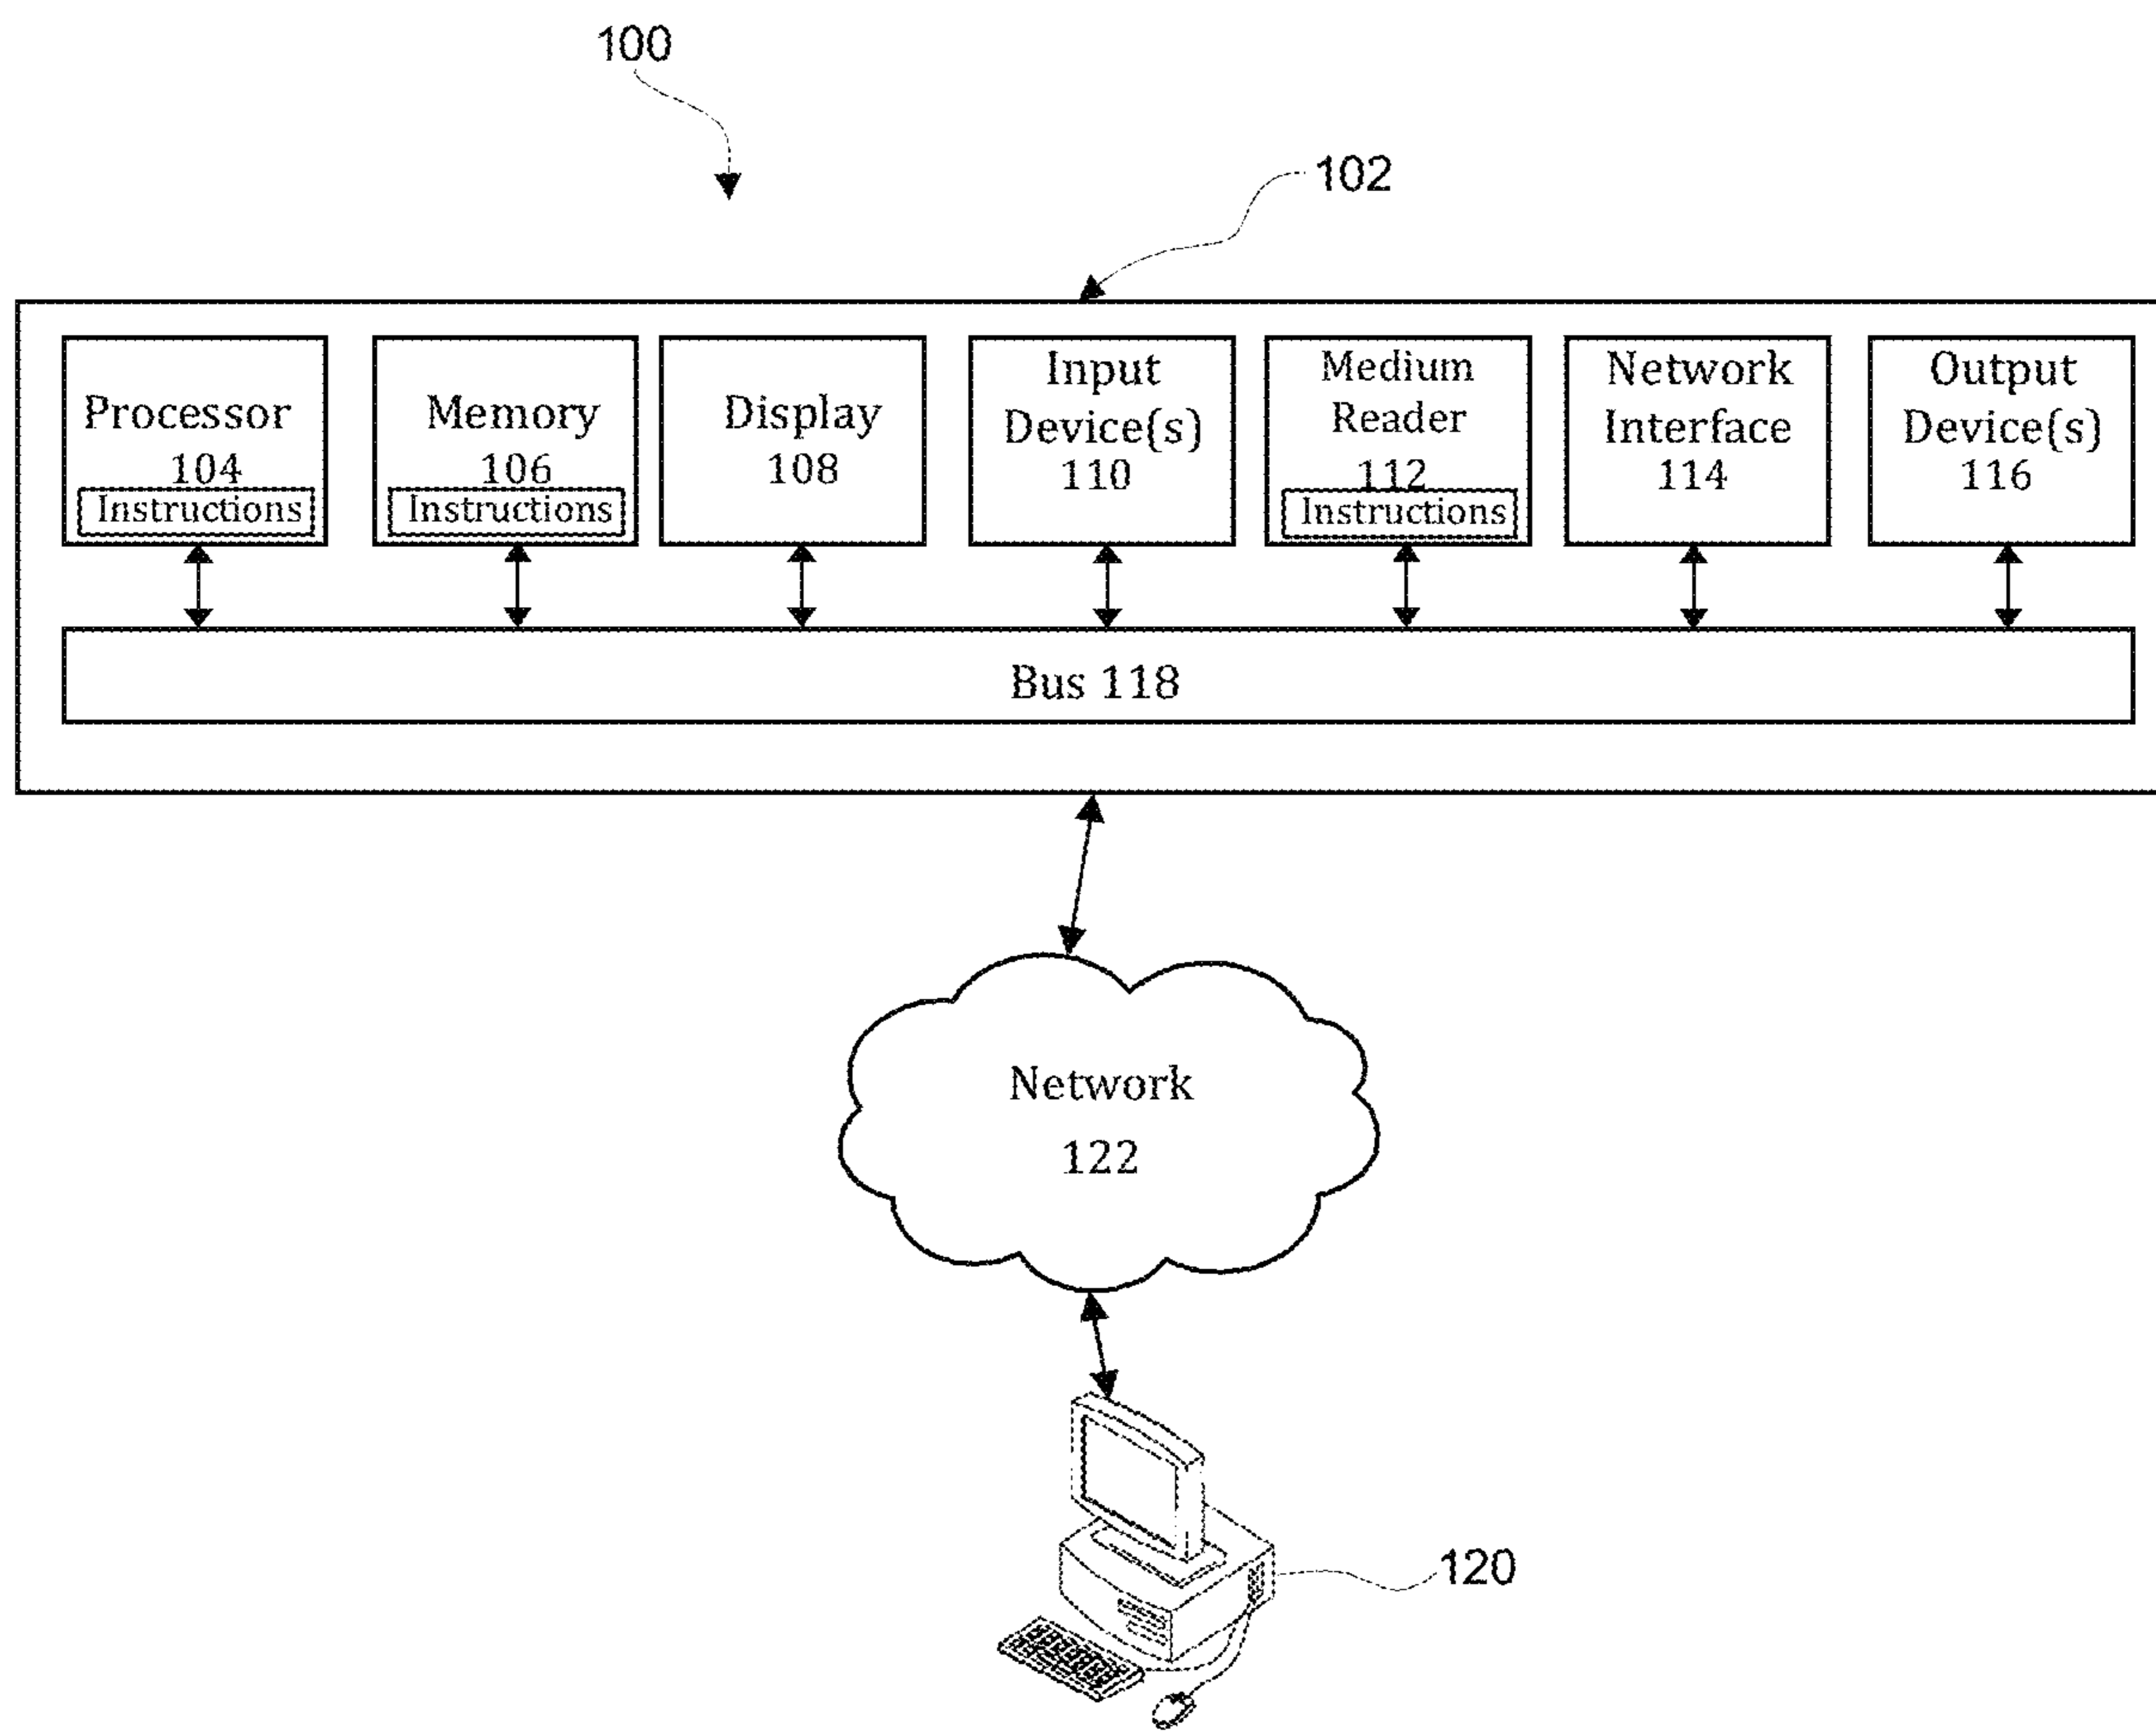 100
102
Processor
104
Instructions
Memory
106
Instructions
Display
108
Input
Device(s)
110
Medium
Reader
112
Instructions
Network
Interface
114
Output
Device(s)
116
Bus 118
Network
122
120